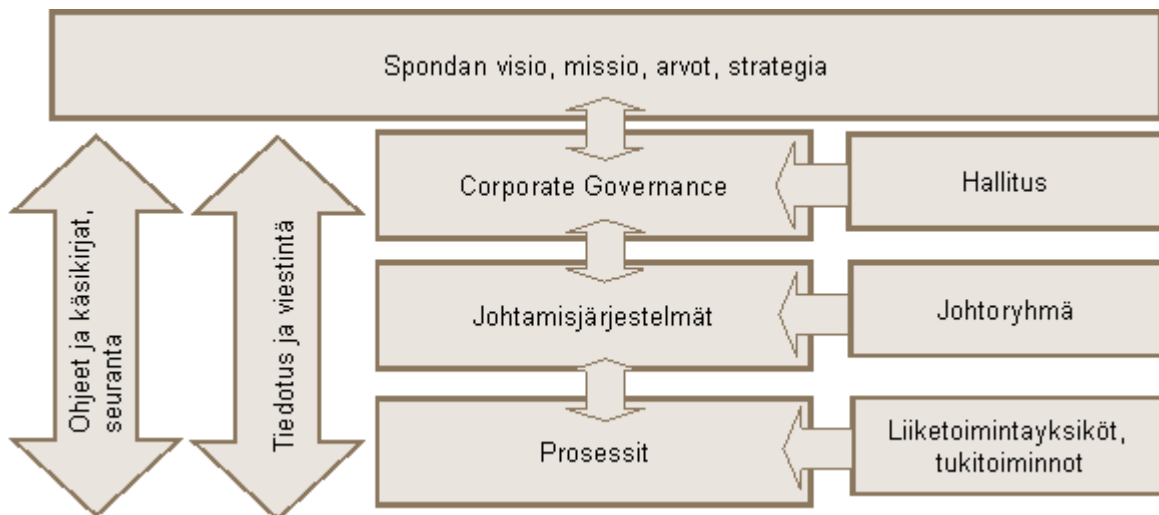 Spondan visio, missio, arvot, strategia
Ohjeet ja käsikirjat,
seuranta
Tiedotus ja viestintä
Corporate Governance
Hallitus
Johtamisjärjestelmät
Johtoryhmä
Prosessit
Liiketoimintayksiköt,
tukitoiminnot